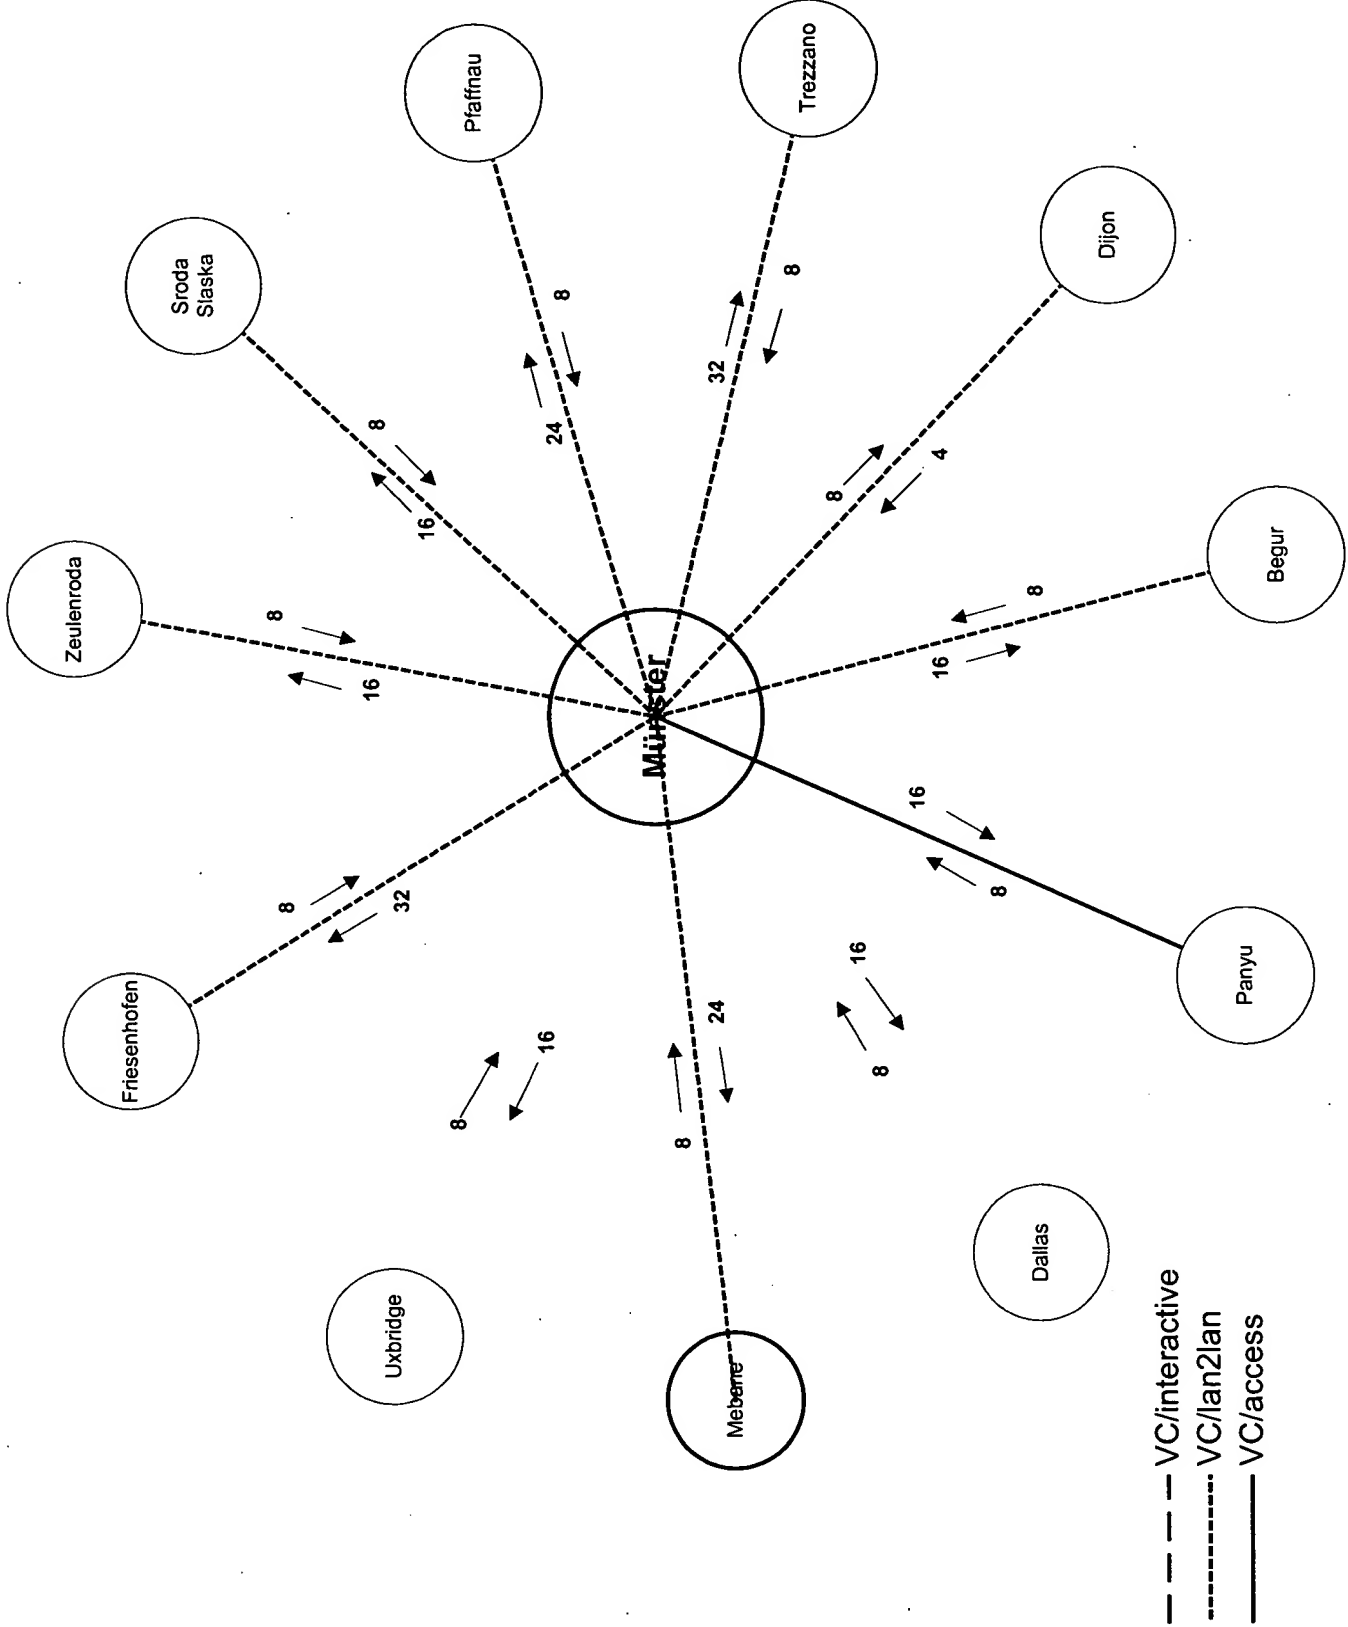 Zeulenroda
Friesenhofen
Sroda
Slaska
8
8
16
8
Uxbridge
32
16
8
Pfaffnau
16
24
8
Münster
8
24
32
Mebane
8
Trezzano
8
16
8
16
16
4
8
8
Dallas
Dijon
VC/interactive
VC/lan2lan
Panyu
VC/access
Begur